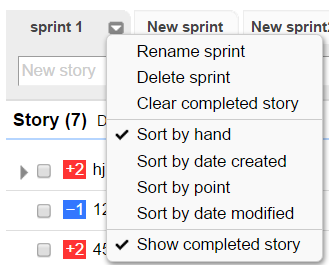 sprint 1
New sprint
New sprint2
New story
Rename sprint
Delete sprint
Clear completed story
Story (7) D
Sort by hand
+2 hj
Sort by date created
Sort by point
−1 12
Sort by date modified
+2 45
Show completed story